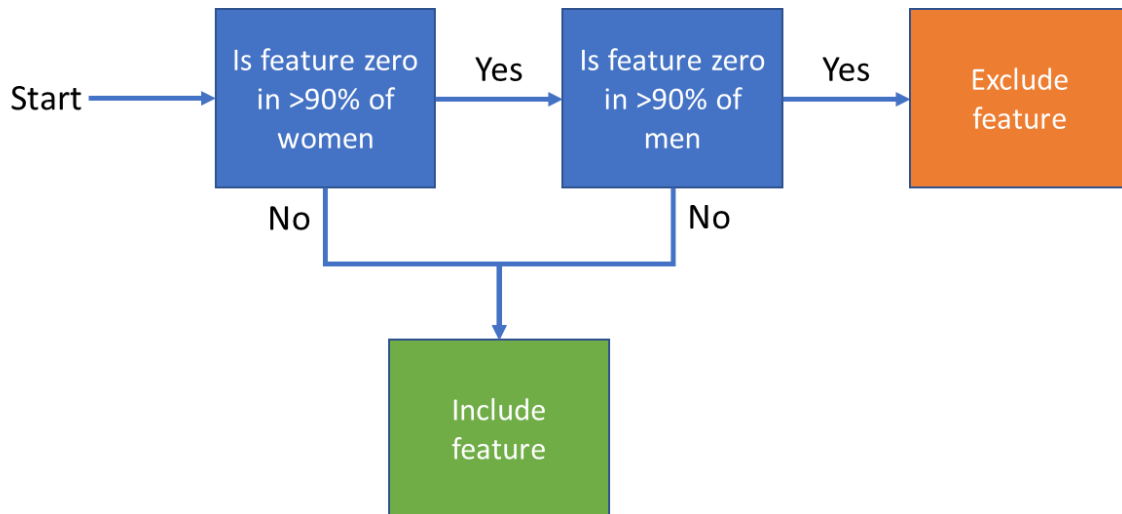 Start
Is feature zero
in >90% of
women
Yes
Is feature zero
in >90% of
men
Yes
Exclude
feature
No
No
Include
feature